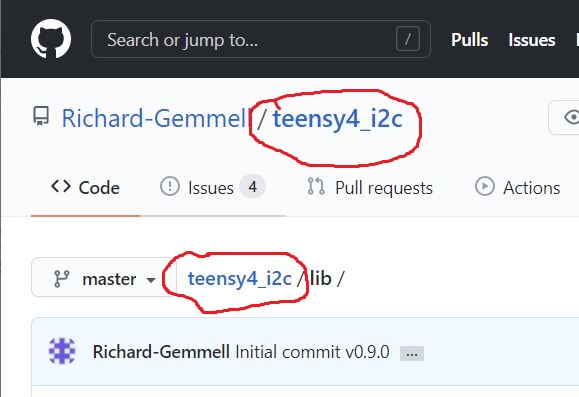 Search or jump to... / Pulls Issues
Richard-Gemmell / teensy4_i2c
Code Issues 4 Pull requests Actions
master teensy4_i2c / lib /
Richard-Gemmell Initial commit v0.9.0 ...